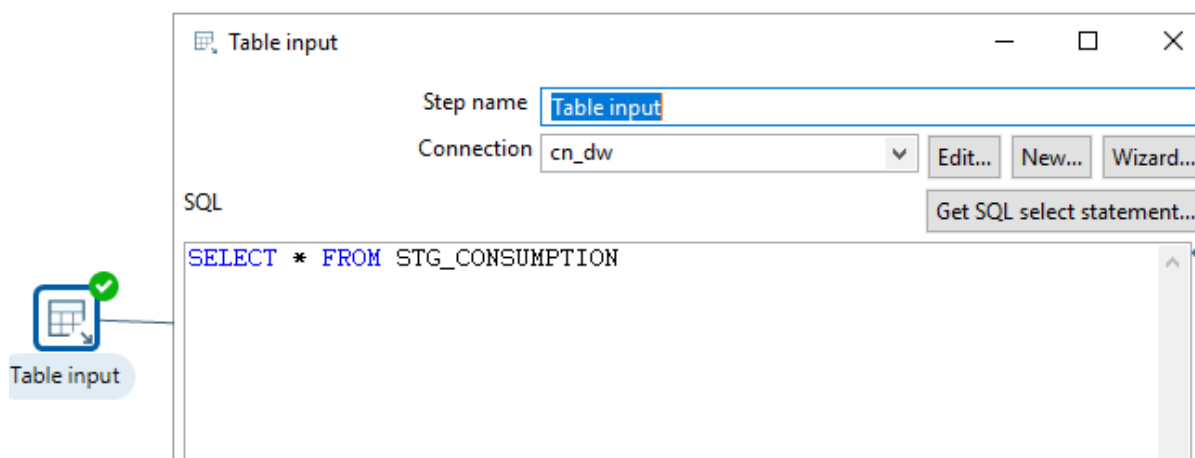 Table input
Step name Table input
Connection cn_dw Edit... New... Wizard...
SQL
Get SQL select statement...
SELECT * FROM STG_CONSUMPTION
Table input